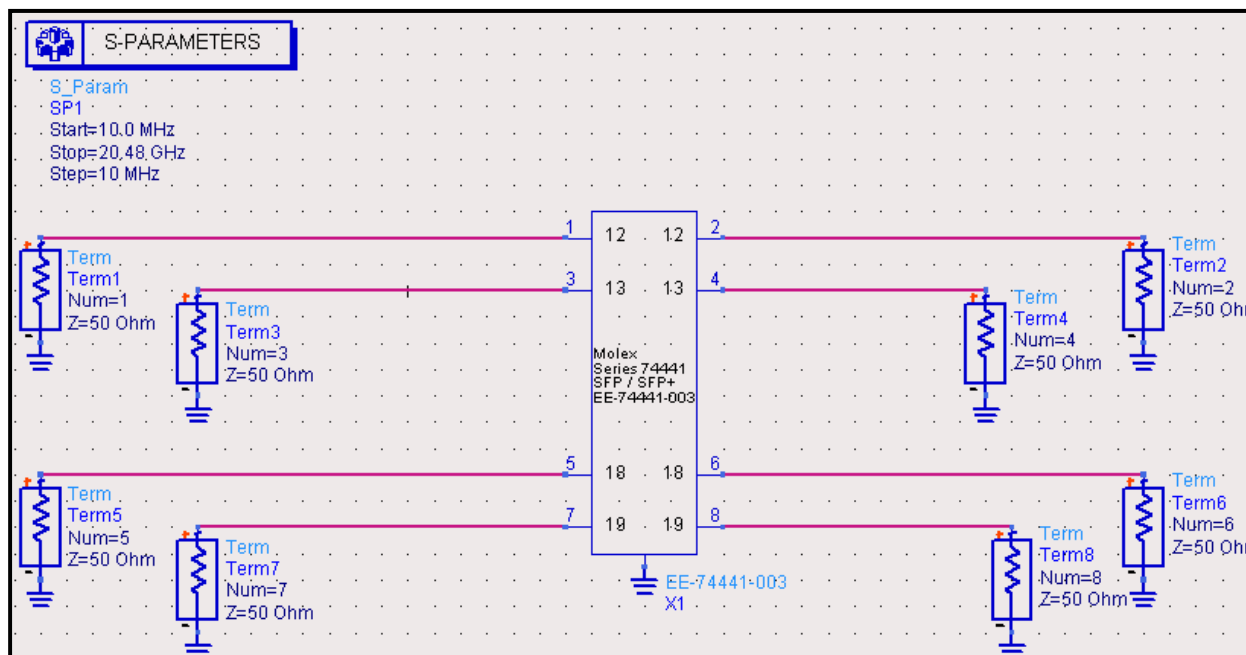 S-PARAMETERS
S_Param
SP1
Start=10.0 MHz
Stop=20.48 GHz
Step=10 MHz
1 12 12 2
3 13 13 4
Term
Term1
Num=1
Z=50 Ohm
Term
Term3
Num=3
Z=50 Ohm
Molex
Series 74441
SFP / SFP+
EE-74441-003
Term
Term4
Num=4
Z=50 Ohm
Term
Term2
Num=2
Z=50 Ohm
5 18 18 6
7 19 19 8
Term
Term5
Num=5
Z=50 Ohm
Term
Term7
Num=7
Z=50 Ohm
EE-74441-003
X1
Term
Term8
Num=8
Z=50 Ohm
Term
Term6
Num=6
Z=50 Ohm